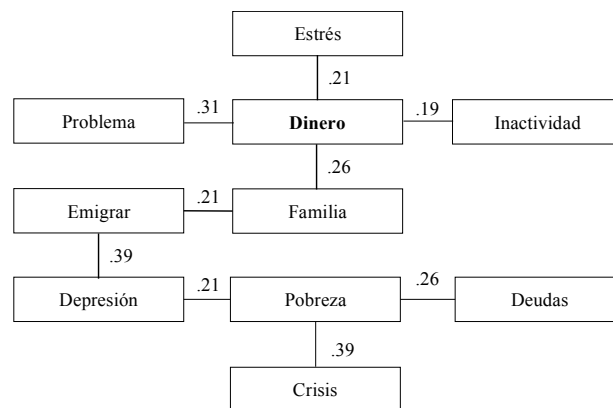 Estrés
.21
Problema
.31
Dinero
.19
Inactividad
.26
Emigrar
.21
Familia
.39
Depresión
.21
Pobreza
.26
Deudas
.39
Crisis